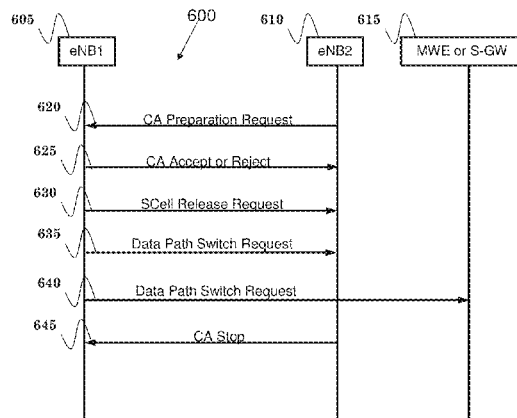 605
600
610
615
eNB1
eNB2
MWE or S-GW
620
CA Preparation Request
625
CA Accept or Reject
630
SCell Release Request
635
Data Path Switch Request
640
Data Path Switch Request
645
CA Stop